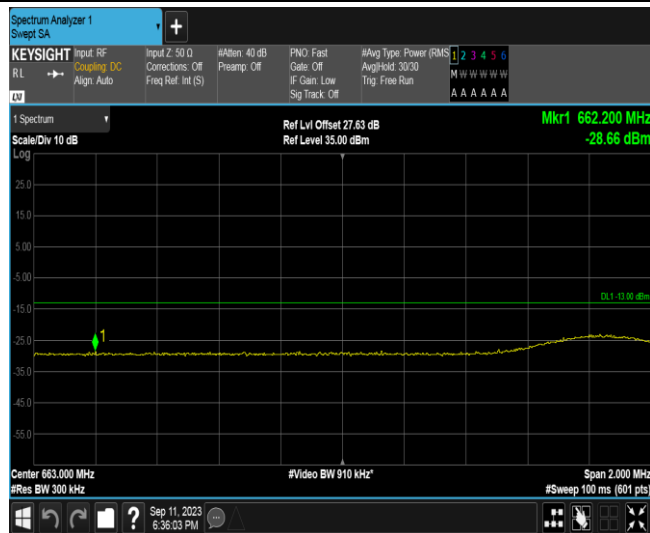 Spectrum Analyzer 1
Swept SA
+
KEYSIGHT
RL
LXI
Input: RF
Coupling: DC
Align: Auto
Input Z: 50 Ω
Corrections: Off
Freq Ref: Int (S)
#Atten: 40 dB
Preamp: Off
PNO: Fast
Gate: Off
IF Gain: Low
Sig Track: Off
#Avg Type: Power (RMS
Avg|Hold: 30/30
Trig: Free Run
1 2 3 4 5 6
M W W W W W
A A A A A A
1 Spectrum
Scale/Div 10 dB
Log
Ref Lvl Offset 27.63 dB
Ref Level 35.00 dBm
Mkr1 662.200 MHz
-28.66 dBm
25.0
15.0
5.00
-5.00
-15.0
-25.0
-35.0
-45.0
-55.0
DL1 -13.00 dBm
1
Center 663.000 MHz
#Res BW 300 kHz
#Video BW 910 kHz*
Span 2.000 MHz
#Sweep 100 ms (601 pts)
?
Sep 11, 2023
6:36:03 PM